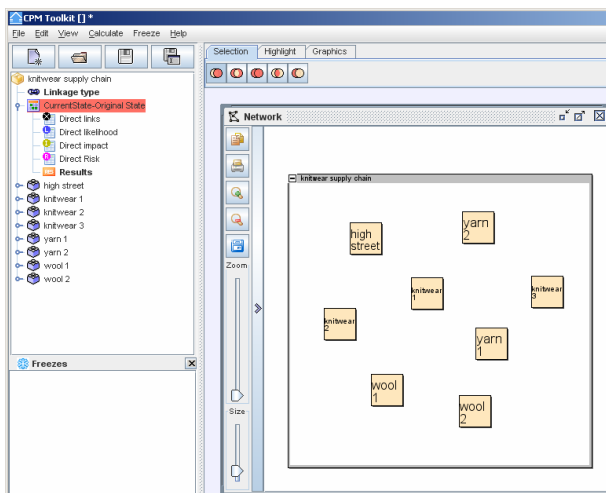 CPM Toolkit [] *
File Edit View Calculate Freeze Help
Selection Highlight Graphics
knitwear supply chain
Linkage type
CurrentState-Original State
Direct links
Direct likelihood
Direct impact
Direct Risk
Results
high street
knitwear 1
knitwear 2
knitwear 3
yarn 1
yarn 2
wool 1
wool 2
Freezes
Network
Zoom
Size
knitwear supply chain
high
street
yarn
2
knitwear
1
knitwear
3
knitwear
2
yarn
1
wool
1
wool
2